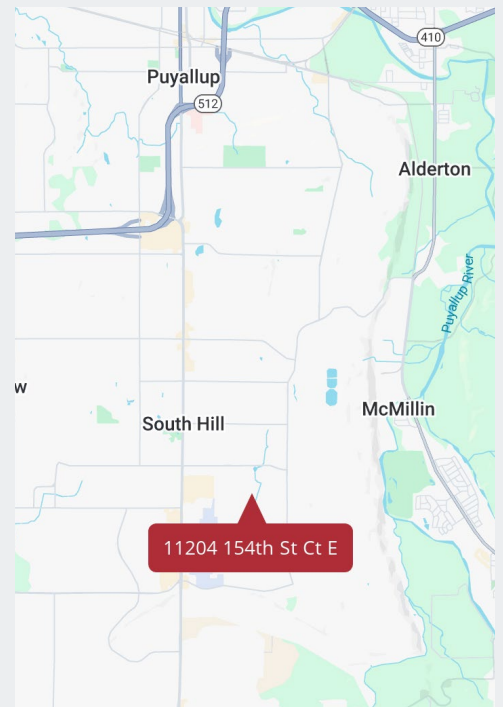 410
Puyallup
512
Alderton
Puyallup River
w
McMillin
South Hill
11204 154th St Ct E